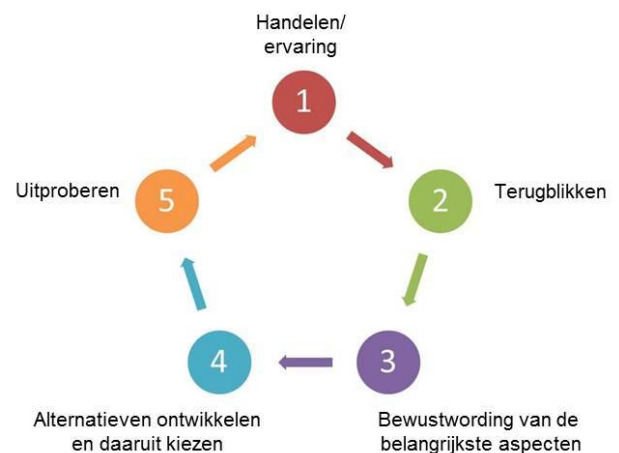 Handelen/
ervaring
1
2
Terugblikken
3
Bewustwording van de
belangrijkste aspecten
4
Alternatieven ontwikkelen
en daaruit kiezen
5
Uitproberen